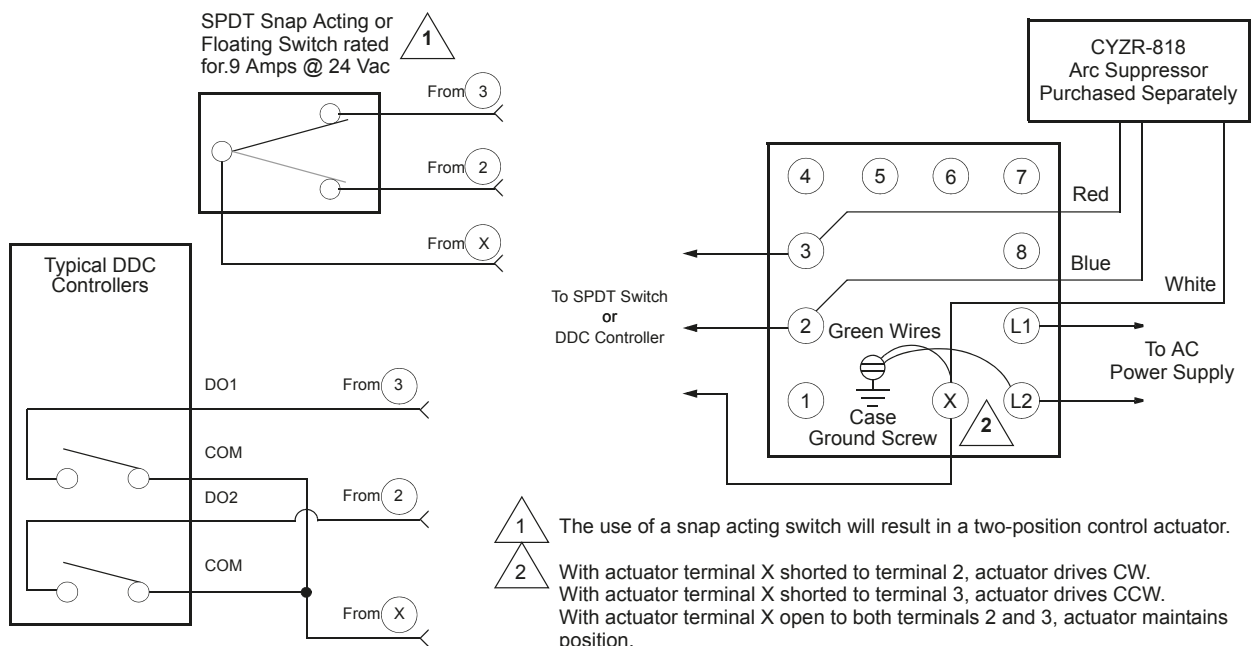 SPDT Snap Acting or
Floating Switch rated
for.9 Amps @ 24 Vac
1
From 3
From 2
From X
Typical DDC
Controllers
DO1
From 3
COM
DO2
From 2
COM
From X
CYZR-818
Arc Suppressor
Purchased Separately
4 5 6 7
Red
3
8
Blue
White
To SPDT Switch
or
DDC Controller
2
Green Wires
L1
To AC
Power Supply
1
X
L2
2
Case
Ground Screw
1 The use of a snap acting switch will result in a two-position control actuator.
2 With actuator terminal X shorted to terminal 2, actuator drives CW.
With actuator terminal X shorted to terminal 3, actuator drives CCW.
With actuator terminal X open to both terminals 2 and 3, actuator maintains
position.